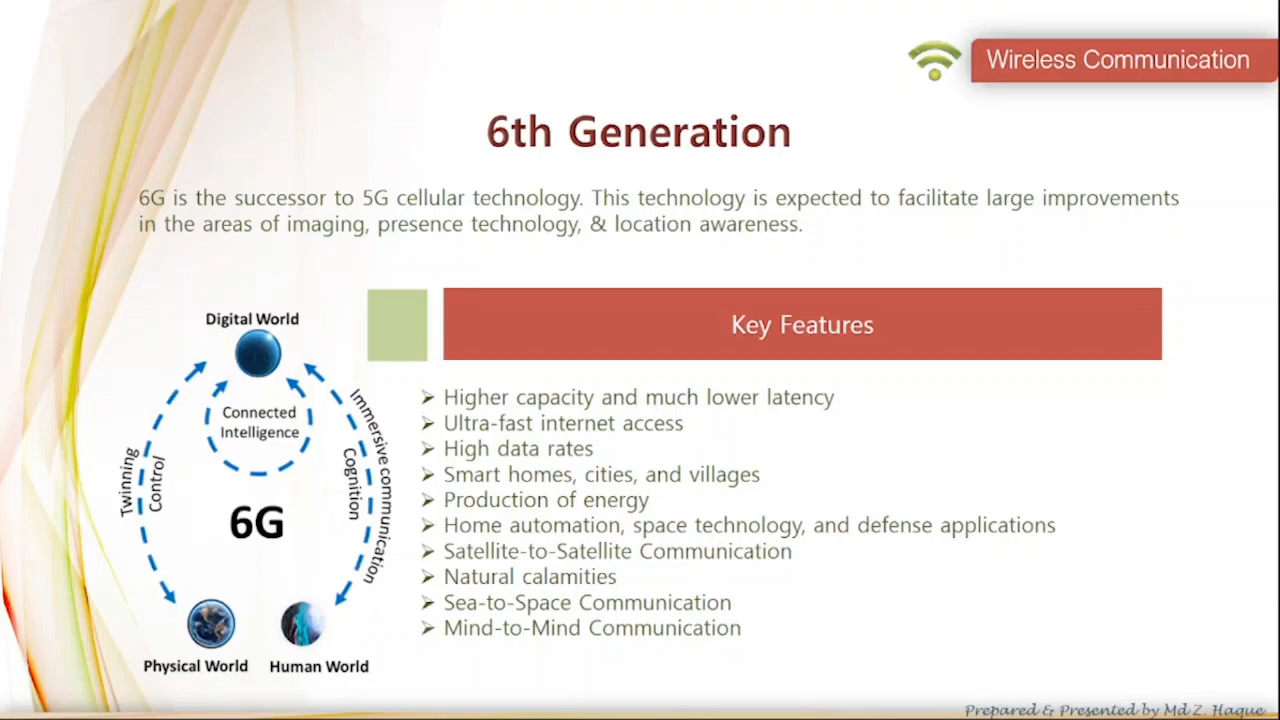 Wireless Communication
6th Generation
6G is the successor to 5G cellular technology. This technology is expected to facilitate large improvements
in the areas of imaging, presence technology, & location awareness.
Key Features
Digital World
Connected
Intelligence
Twinning
Control
Immersive communication
Cognition
6G
Physical World
Human World
➢ Higher capacity and much lower latency
➢ Ultra-fast internet access
➢ High data rates
➢ Smart homes, cities, and villages
➢ Production of energy
➢ Home automation, space technology, and defense applications
➢ Satellite-to-Satellite Communication
➢ Natural calamities
➢ Sea-to-Space Communication
➢ Mind-to-Mind Communication
Prepared & Presented by Md Z. Haque